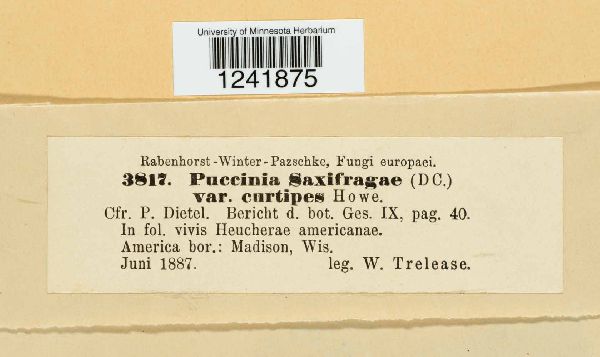 University of Minnesota Herbarium
1241875
Rabenhorst-Winter-Pazschke, Fungi europaei.
3817. Puccinia Saxifragae (DC.)
var. curtipes Howe.
Cfr. P. Dietel. Bericht d. bot. Ges. IX, pag. 40.
In fol. vivis Heucherae americanae.
America bor.: Madison, Wis.
Juni 1887. leg. W. Trelease.